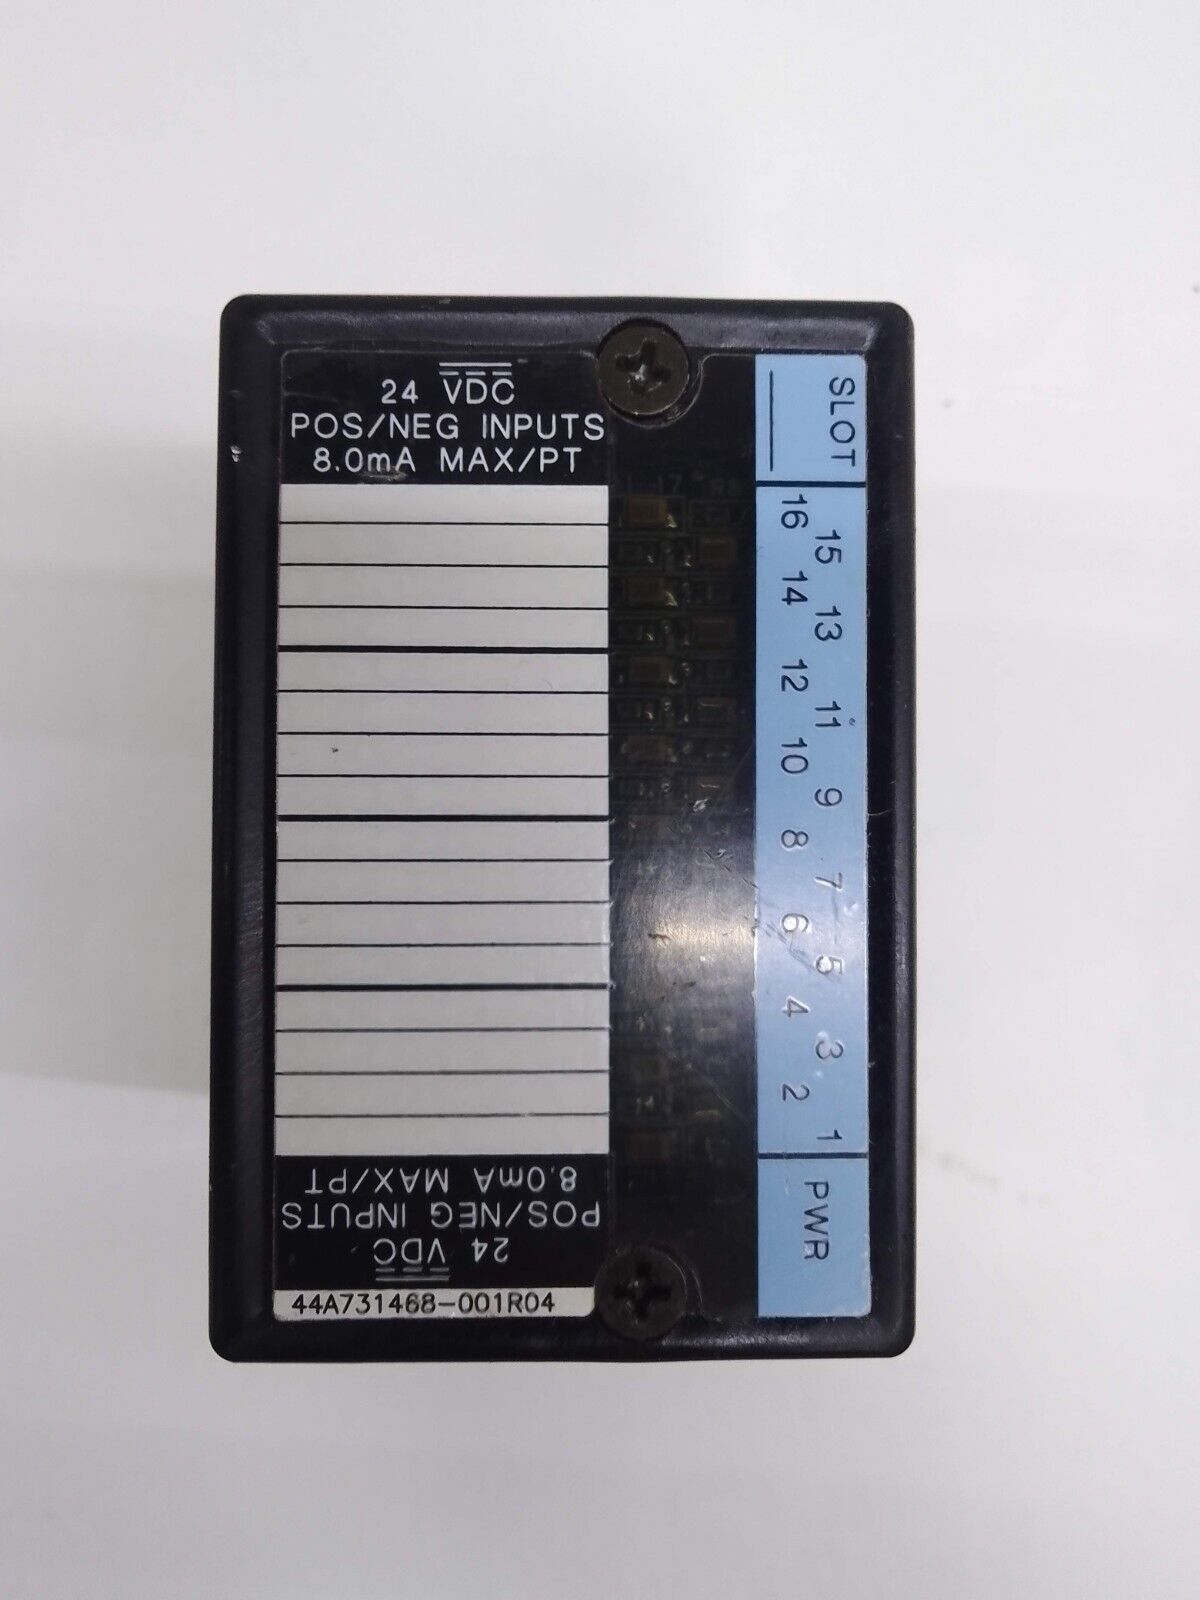 24 VDC
POS/NEG INPUTS
8.0mA MAX/PT
SLOT
16
15
14
13
12
11
10
9
8
7
6
5
4
3
2
1
PWR
24 VDC
POS/NEG INPUTS
8.0mA MAX/PT
44A731468-001R04